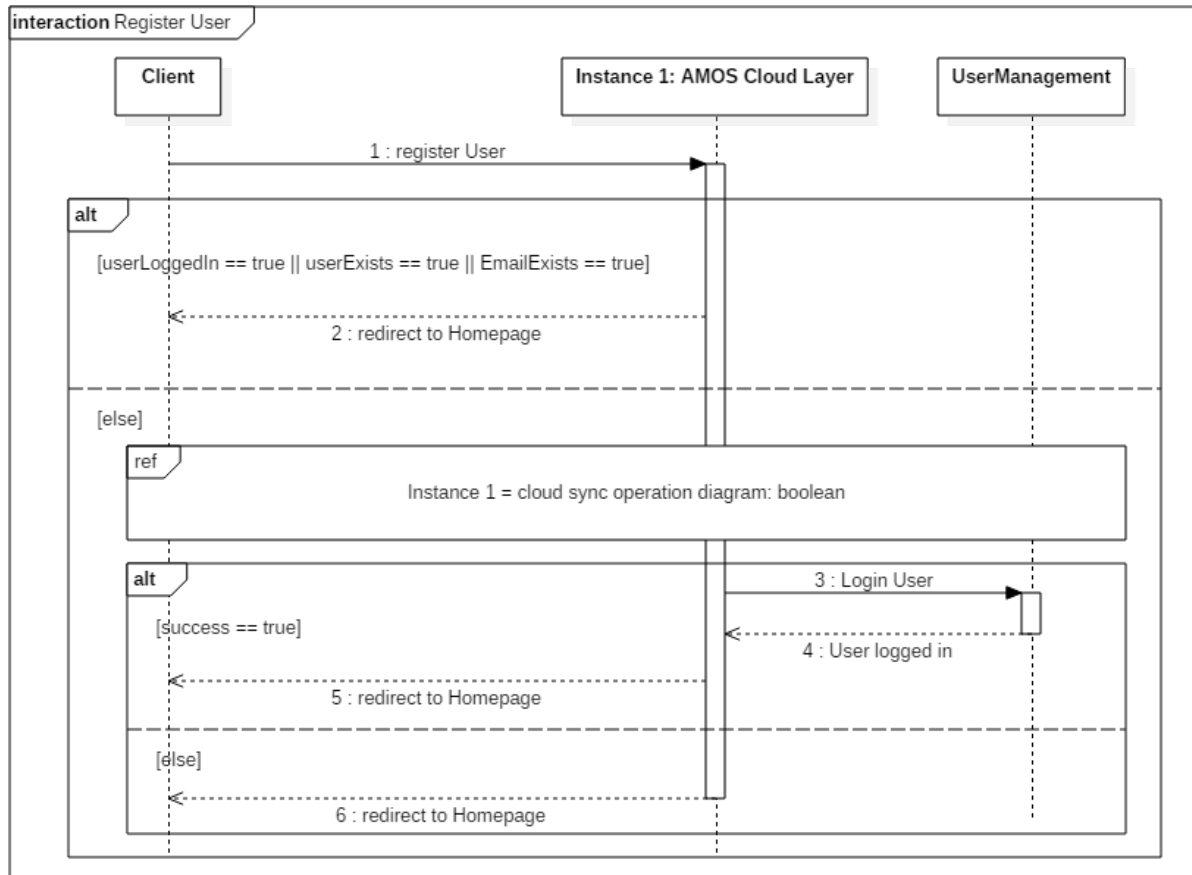 interaction Register User
Client
Instance 1: AMOS Cloud Layer
UserManagement
1 : register User
alt
[userLoggedIn == true || userExists == true || EmailExists == true]
2 : redirect to Homepage
[else]
ref
Instance 1 = cloud sync operation diagram: boolean
alt
3 : Login User
[success == true]
4 : User logged in
5 : redirect to Homepage
[else]
6 : redirect to Homepage